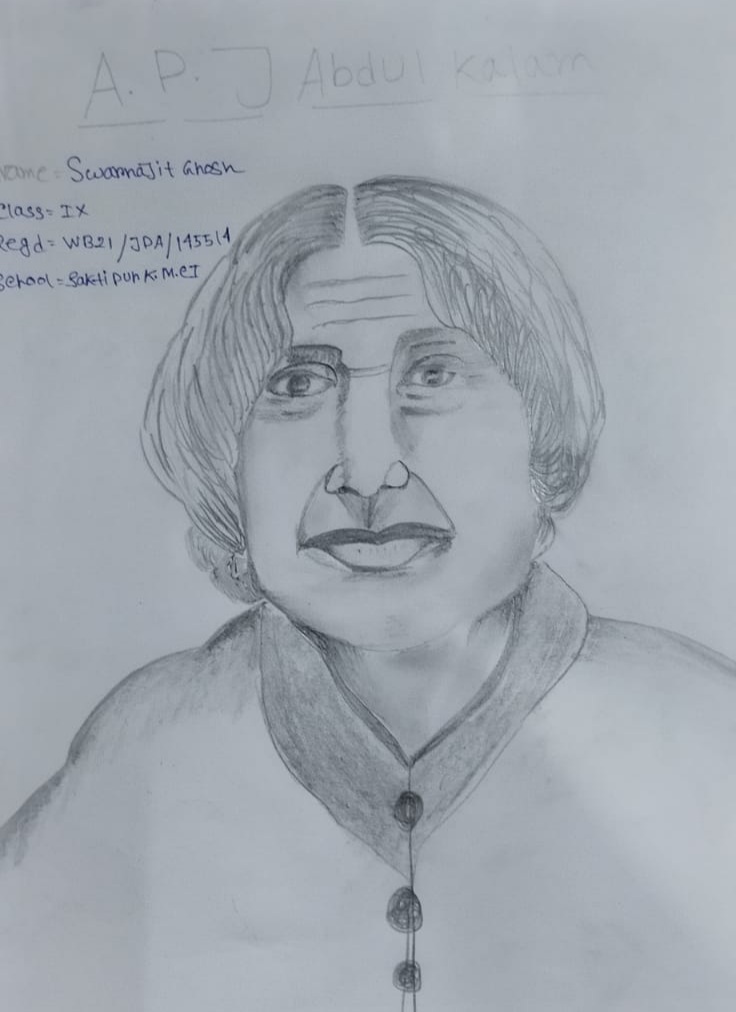 A. P. J Abdul Kalam
Name = Swarnajit Ghosh
Class = IX
Regd = WB21/JDA/145514
School = Saktipur K. M. C. I